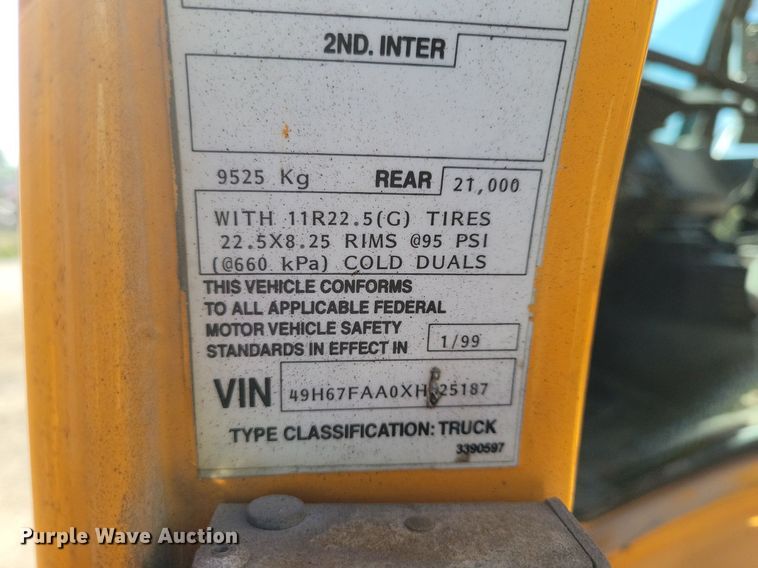 2ND. INTER
9525 Kg REAR 21,000
WITH 11R22.5(G) TIRES
22.5X8.25 RIMS @95 PSI
(@660 kPa) COLD DUALS
THIS VEHICLE CONFORMS
TO ALL APPLICABLE FEDERAL
MOTOR VEHICLE SAFETY
STANDARDS IN EFFECT IN 1/99
VIN
TYPE CLASSIFICATION: TRUCK
3390597
Purple Wave Auction